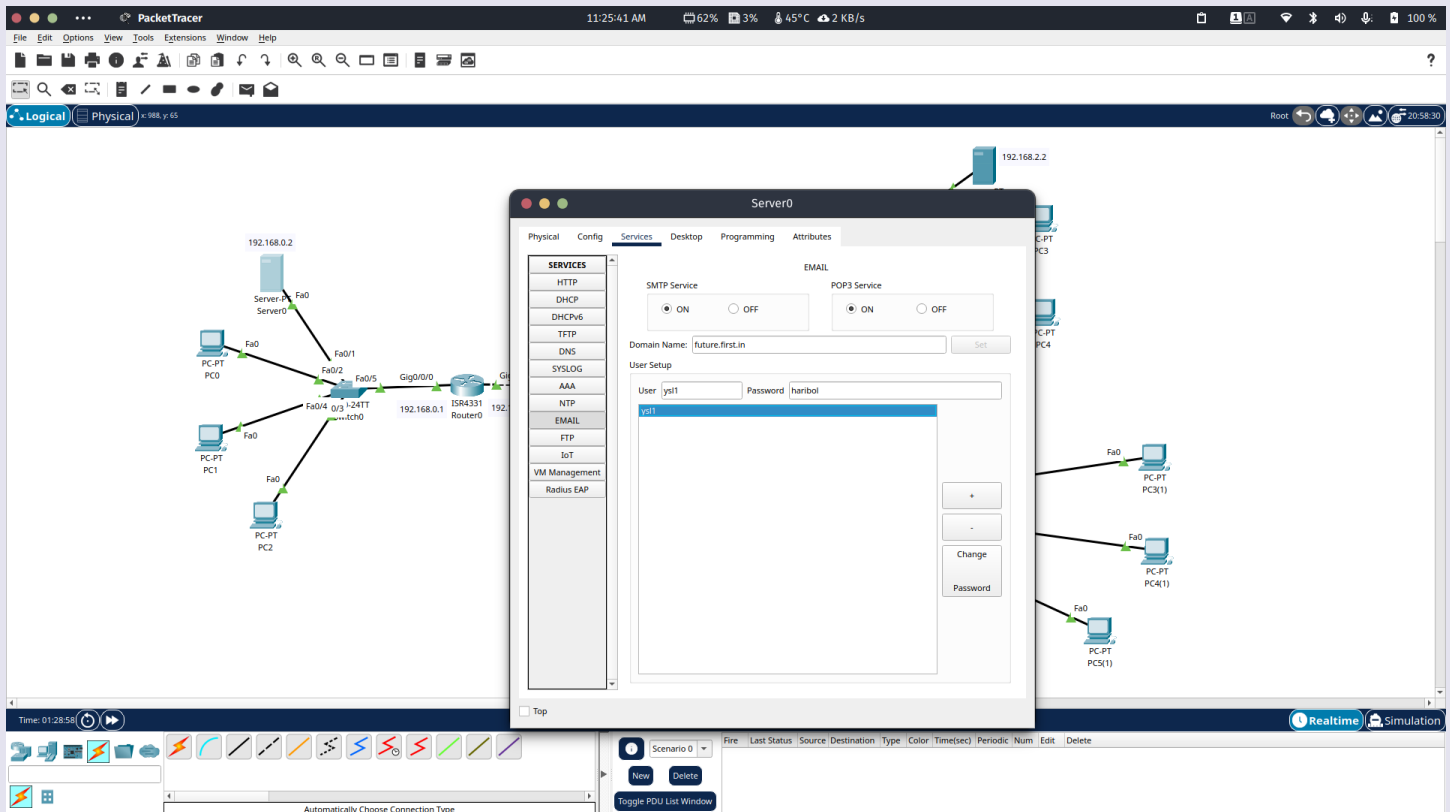 PacketTracer
11:25:41 AM
62%
3%
45°C
2 KB/s
1 A
100 %
File Edit Options View Tools Extensions Window Help
?
Logical
Physical
x: 988, y: 65
Root
20:58:30
192.168.2.2
192.168.0.2
Server-PT
Server0
Fa0
Fa0/1
PC-PT
PC0
Fa0
Fa0/2
Fa0/5
Gig0/0/0
Fa0/4
0/3
-24TT
192.168.0.1
ISR4331
Router0
192.
PC-PT
PC1
Fa0
Fa0
PC-PT
PC2
Server0
Physical Config Services Desktop Programming Attributes
SERVICES
HTTP
DHCP
DHCPv6
TFTP
DNS
SYSLOG
AAA
NTP
EMAIL
FTP
IoT
VM Management
Radius EAP
EMAIL
SMTP Service
ON OFF
POP3 Service
ON OFF
Domain Name: future.first.in Set
User Setup
User ysl1 Password haribol
ysl1
+
-
Change
Password
Top
C-PT
PC3
C-PT
PC4
Fa0
PC-PT
PC3(1)
Fa0
PC-PT
PC4(1)
Fa0
PC-PT
PC5(1)
Time: 01:28:58
Realtime
Simulation
Scenario 0
New Delete
Toggle PDU List Window
Fire Last Status Source Destination Type Color Time(sec) Periodic Num Edit Delete
Automatically Choose Connection Type